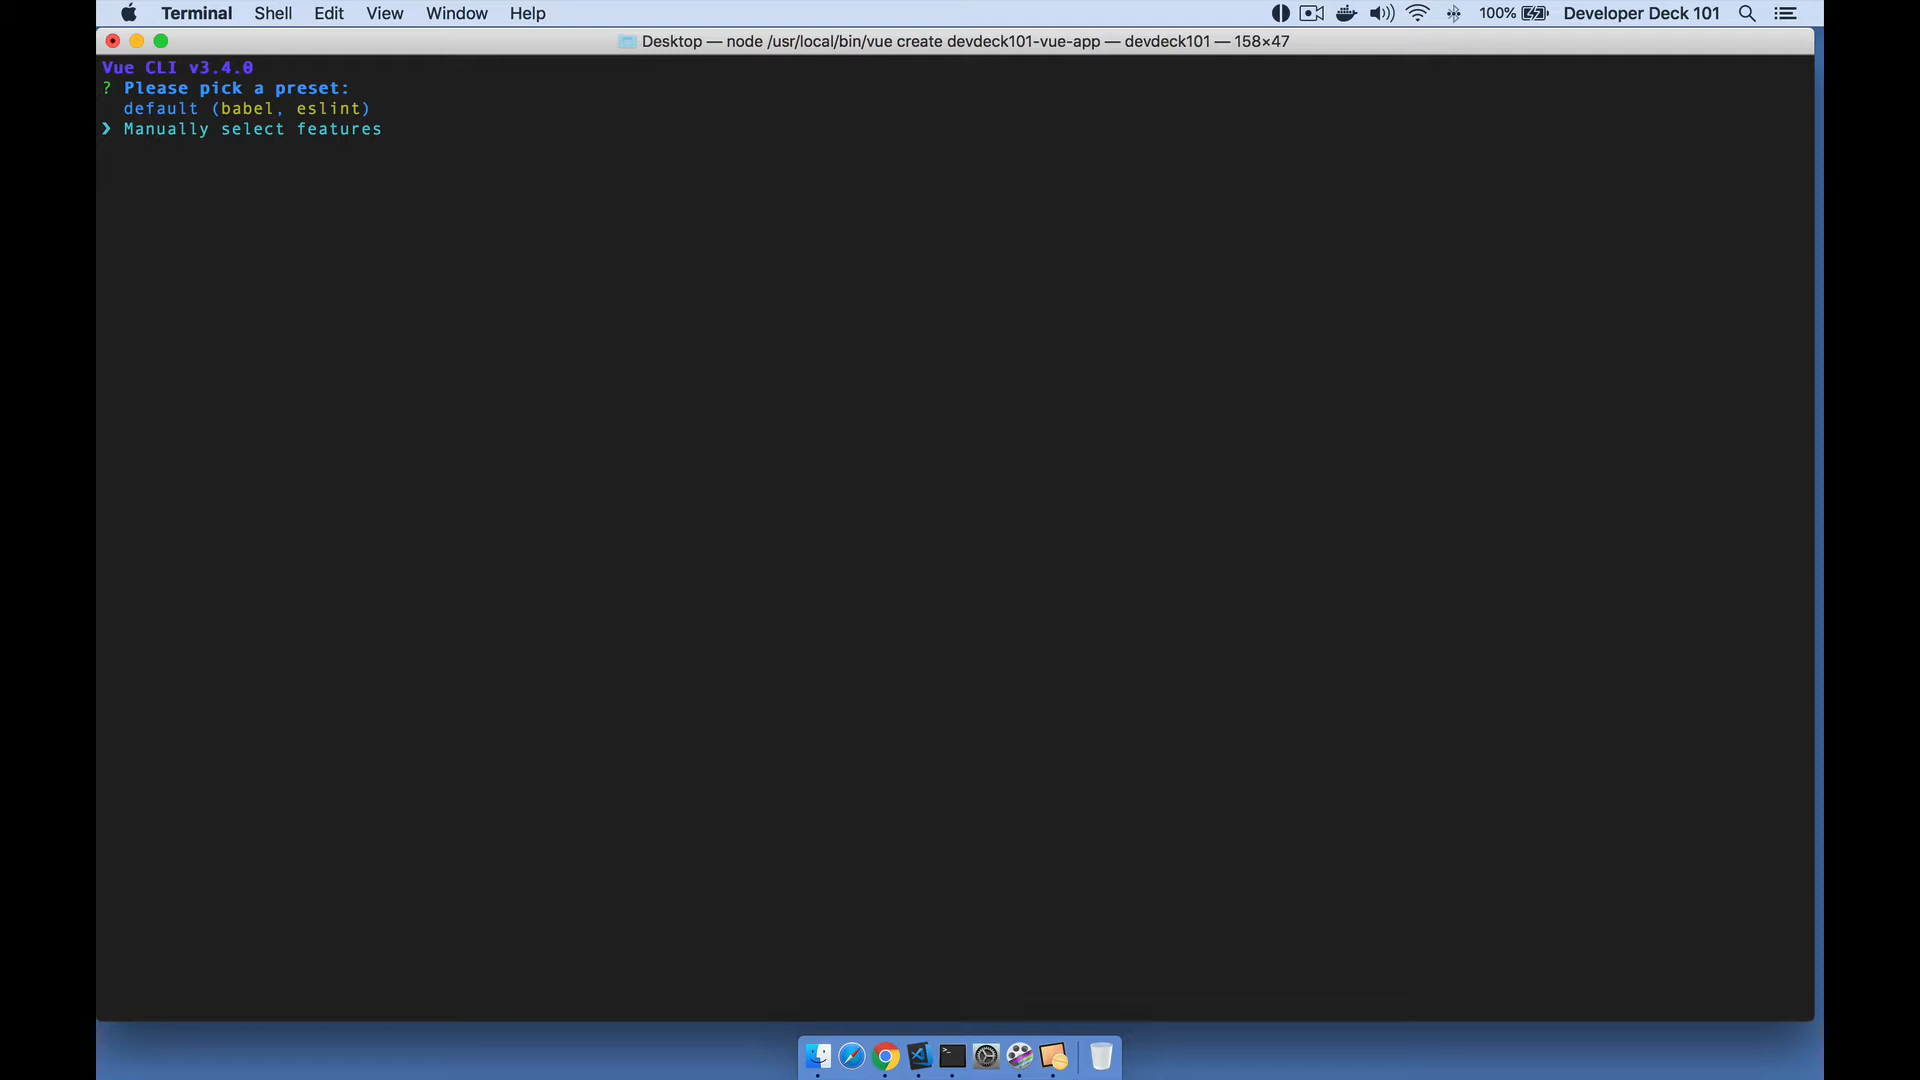 Terminal Shell Edit View Window Help 100% Developer Deck 101
Desktop — node /usr/local/bin/vue create devdeck101-vue-app — devdeck101 — 158×47
Vue CLI v3.4.0
? Please pick a preset:
default (babel, eslint)
❯ Manually select features